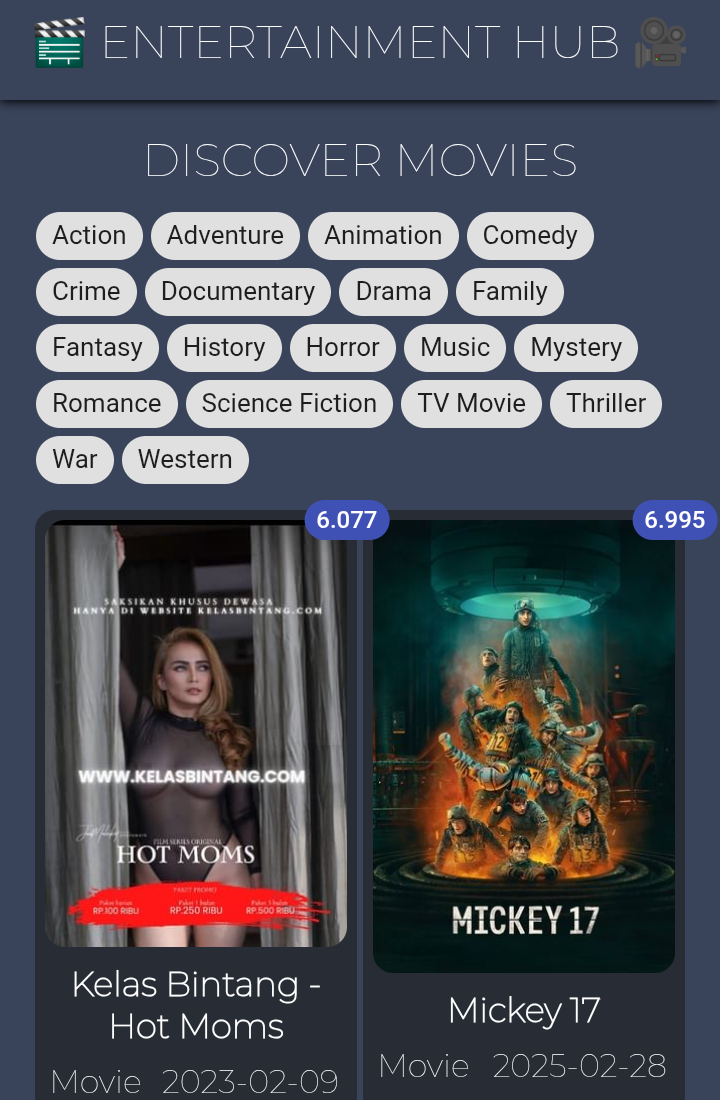 ENTERTAINMENT HUB
DISCOVER MOVIES
Action Adventure Animation Comedy
Crime Documentary Drama Family
Fantasy History Horror Music Mystery
Romance Science Fiction TV Movie Thriller
War Western
6.077
SAKSIKAN KHUSUS DEWASA
HANYA DI WEBSITE KELASBINTANG.COM
WWW.KELASBINTANG.COM
FILM SERIES ORIGINAL
HOT MOMS
PAKET PROMO
Paket harian Paket 1 bulan Paket 3 bulan
RP.100 RIBU RP.250 RIBU RP.500 RIBU
Kelas Bintang -
Hot Moms
Movie 2023-02-09
6.995
MICKEY 17
Mickey 17
Movie 2025-02-28